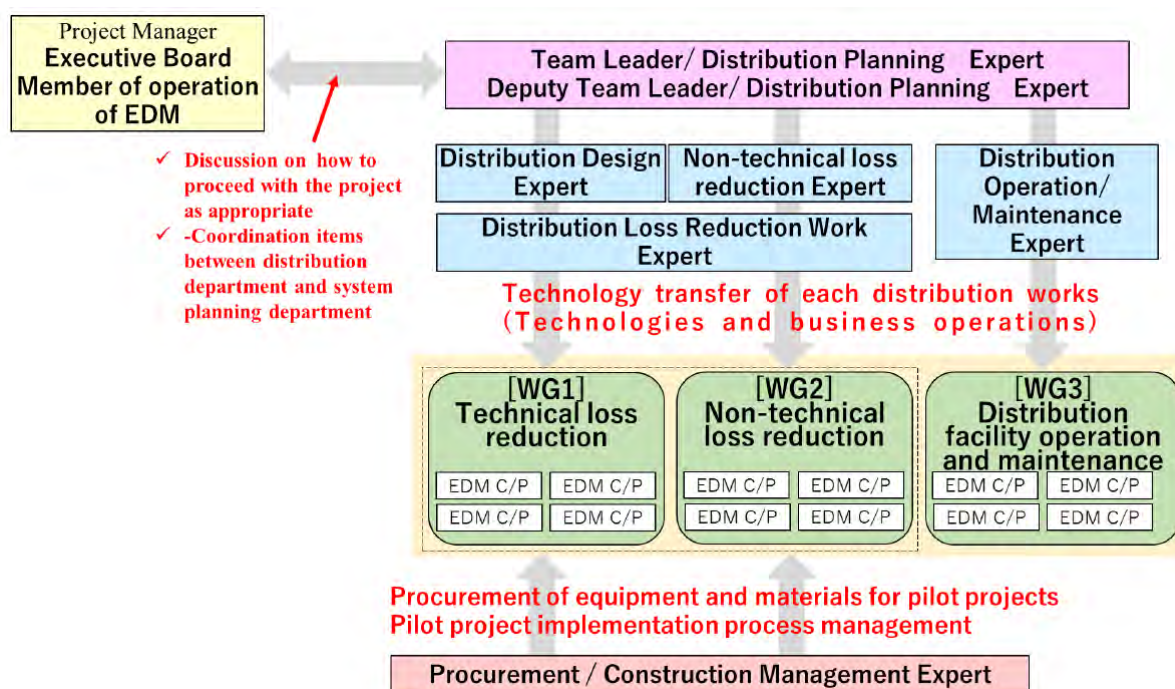 Project Manager
Executive Board
Member of operation
of EDM
Team Leader/ Distribution Planning Expert
Deputy Team Leader/ Distribution Planning Expert
✓ Discussion on how to
proceed with the project
as appropriate
✓ -Coordination items
between distribution
department and system
planning department
Distribution Design
Expert
Non-technical loss
reduction Expert
Distribution
Operation/
Maintenance
Expert
Distribution Loss Reduction Work
Expert
Technology transfer of each distribution works
(Technologies and business operations)
[WG1]
Technical loss
reduction
EDM C/P EDM C/P
EDM C/P EDM C/P
[WG2]
Non-technical
loss reduction
EDM C/P EDM C/P
EDM C/P EDM C/P
[WG3]
Distribution
facility operation
and maintenance
EDM C/P EDM C/P
EDM C/P EDM C/P
Procurement of equipment and materials for pilot projects
Pilot project implementation process management
Procurement / Construction Management Expert